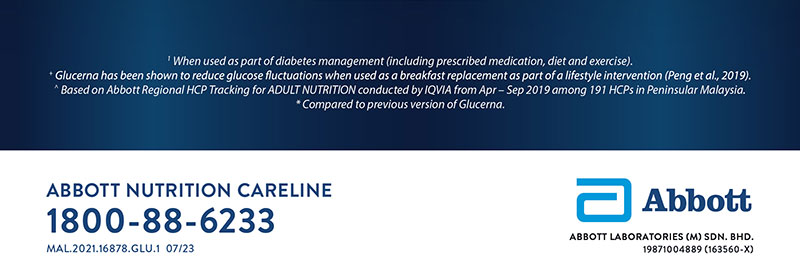 ‡ When used as part of diabetes management (including prescribed medication, diet and exercise).
+ Glucerna has been shown to reduce glucose fluctuations when used as a breakfast replacement as part of a lifestyle intervention (Peng et al., 2019).
^ Based on Abbott Regional HCP Tracking for ADULT NUTRITION conducted by IQVIA from Apr – Sep 2019 among 191 HCPs in Peninsular Malaysia.
* Compared to previous version of Glucerna.
ABBOTT NUTRITION CARELINE
1800-88-6233
MAL.2021.16878.GLU.1 07/23
Abbott
ABBOTT LABORATORIES (M) SDN. BHD.
19871004889 (163560-X)